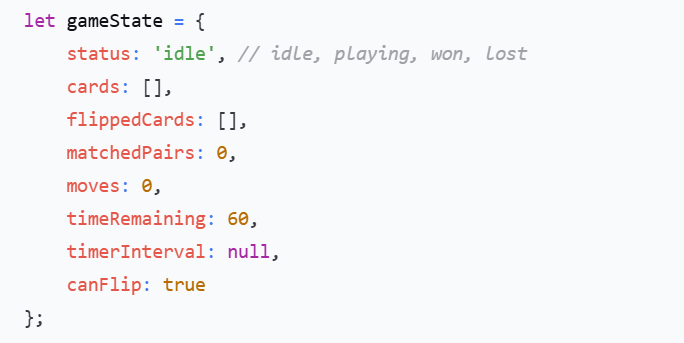 let gameState = {
    status: 'idle', // idle, playing, won, lost
    cards: [],
    flippedCards: [],
    matchedPairs: 0,
    moves: 0,
    timeRemaining: 60,
    timerInterval: null,
    canFlip: true
};